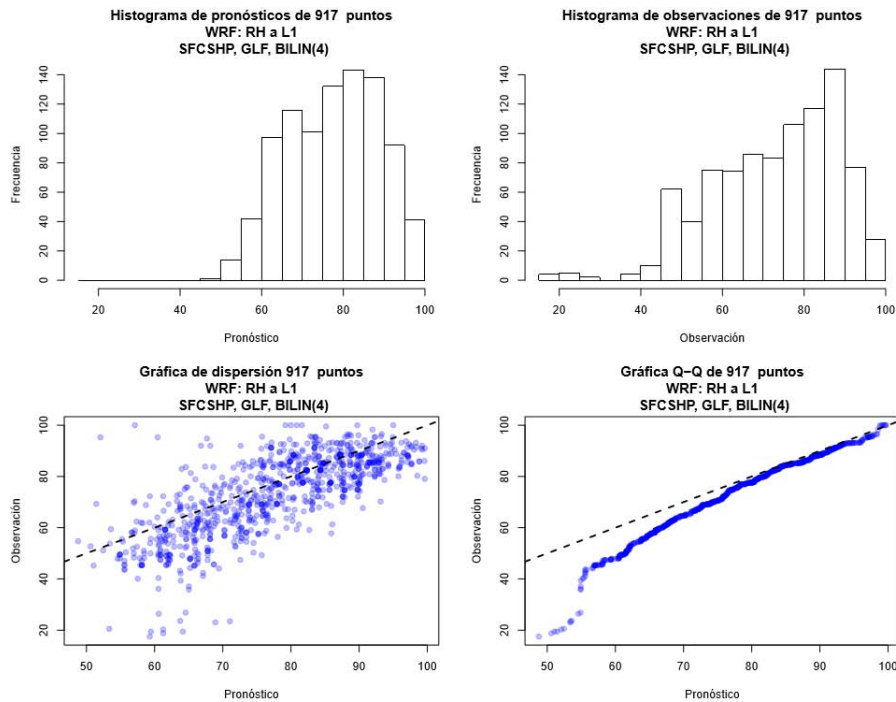 Histograma de pronósticos de 917 puntos
WRF: RH a L1
SFCSHP, GLF, BILIN(4)
Frecuencia
0 20 40 60 80 100 120 140
20 40 60 80 100
Pronóstico
Histograma de observaciones de 917 puntos
WRF: RH a L1
SFCSHP, GLF, BILIN(4)
Frecuencia
0 20 40 60 80 100 120 140
20 40 60 80 100
Observación
Gráfica de dispersión 917 puntos
WRF: RH a L1
SFCSHP, GLF, BILIN(4)
Observación
20 40 60 80 100
50 60 70 80 90 100
Pronóstico
Gráfica Q−Q de 917 puntos
WRF: RH a L1
SFCSHP, GLF, BILIN(4)
Observación
20 40 60 80 100
50 60 70 80 90 100
Pronóstico